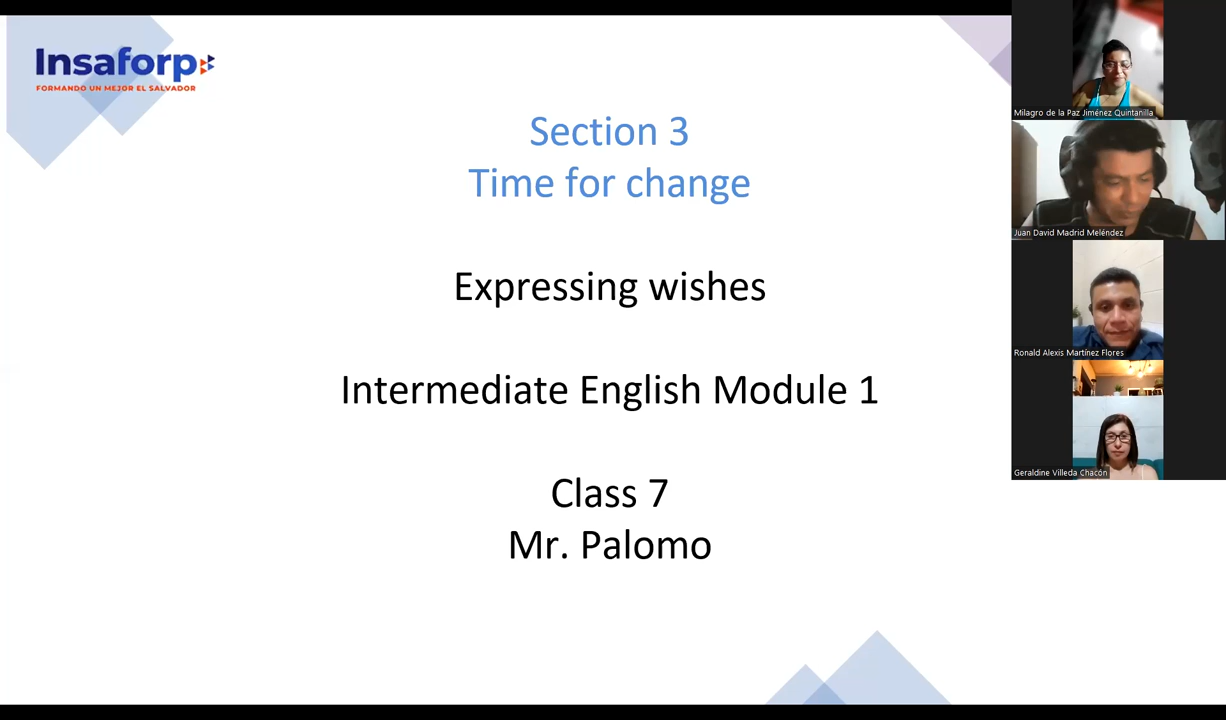 Insaforp
FORMANDO UN MEJOR EL SALVADOR
Section 3
Time for change
Expressing wishes
Intermediate English Module 1
Class 7
Mr. Palomo
Milagro de la Paz Jiménez Quintanilla
Juan David Madrid Meléndez
Ronald Alexis Martínez Flores
Geraldine Villeda Chacón